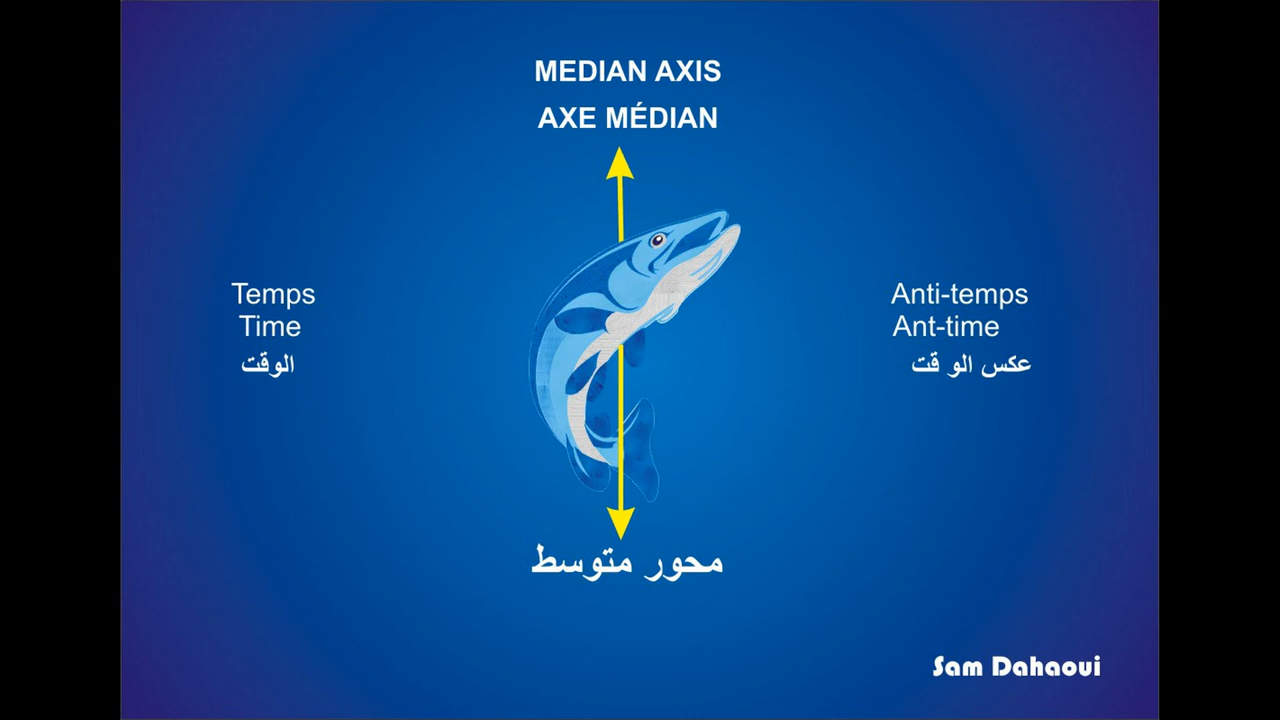 MEDIAN AXIS
AXE MÉDIAN
Temps
Time
الوقت
Anti-temps
Ant-time
عكس الو قت
محور متوسط
Sam Dahaoui